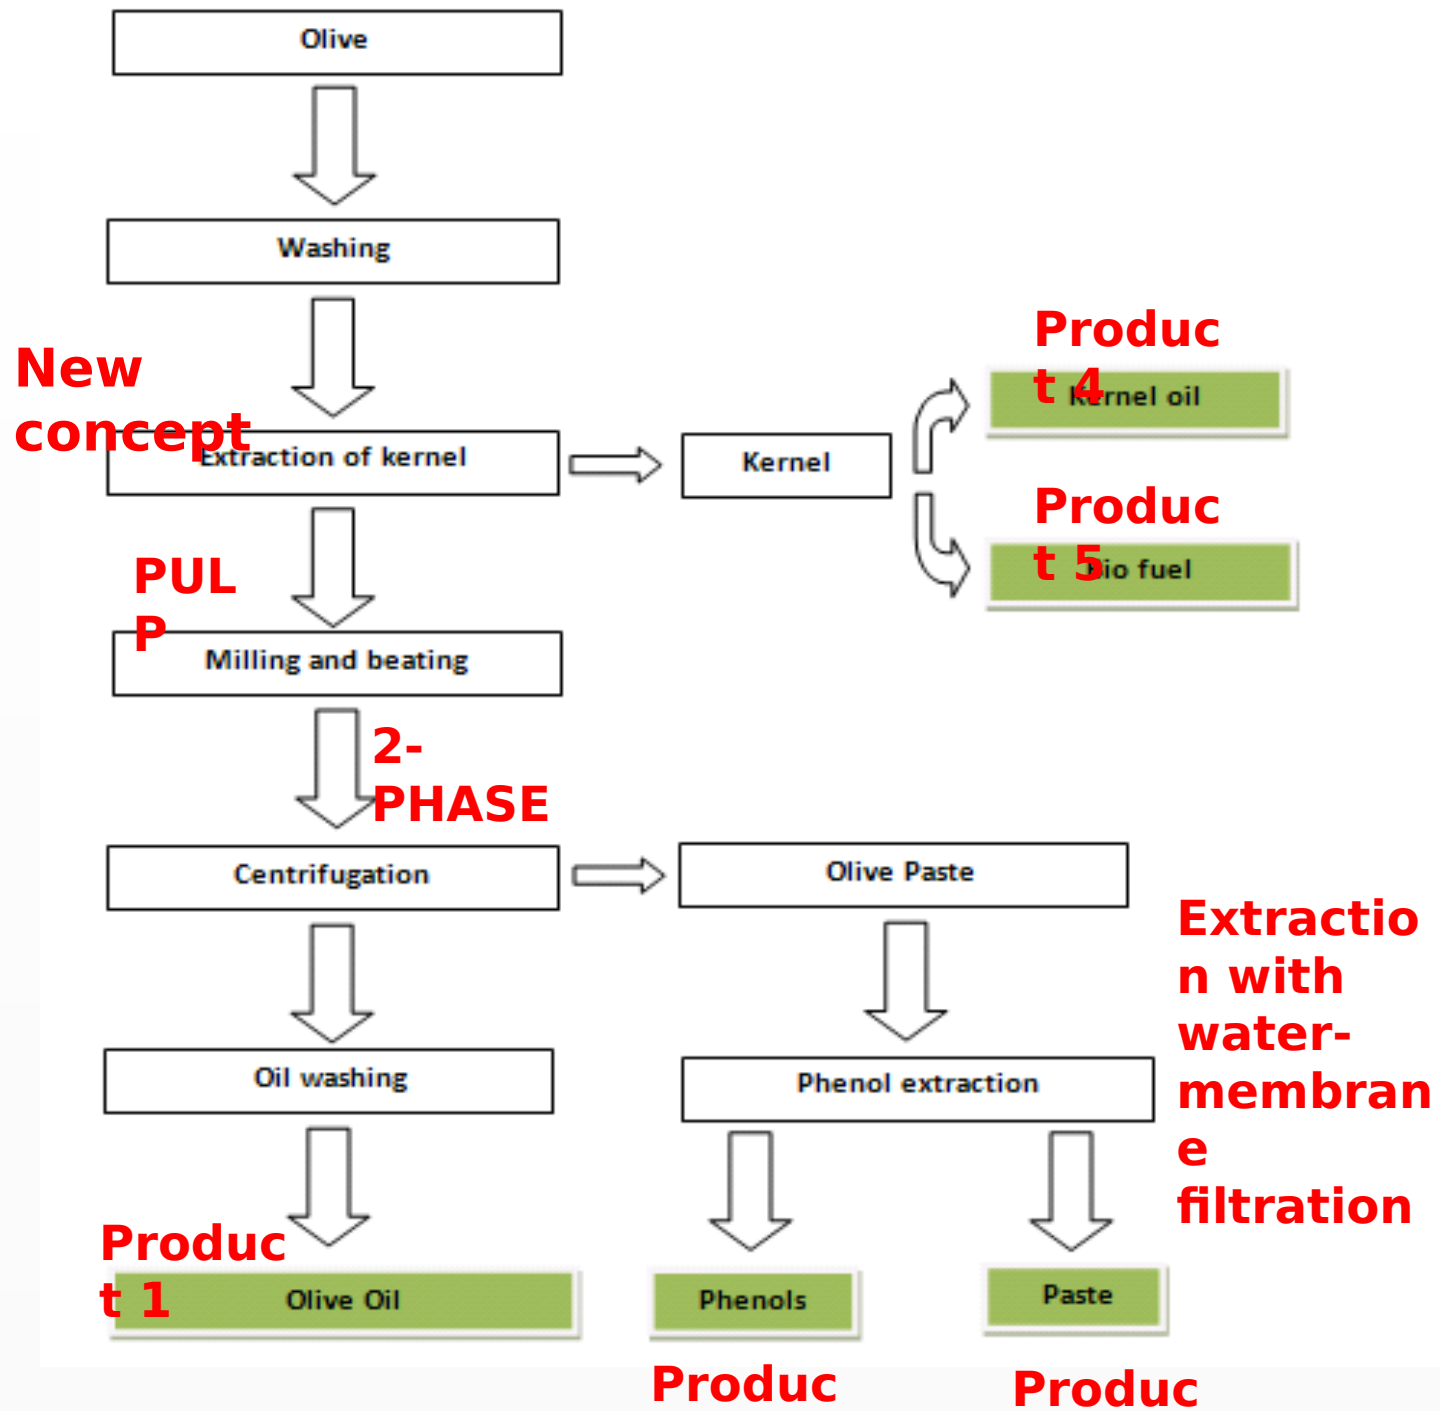 Olive
Washing
New
concept
Produc
t 4
Kernel oil
Extraction of kernel
Kernel
Produc
t 5
Bio fuel
PUL
P
Milling and beating
2-
PHASE
Centrifugation
Olive Paste
Extractio
n with
water-
membran
e
filtration
Oil washing
Phenol extraction
Produc
t 1
Olive Oil
Phenols
Paste
Produc
Produc